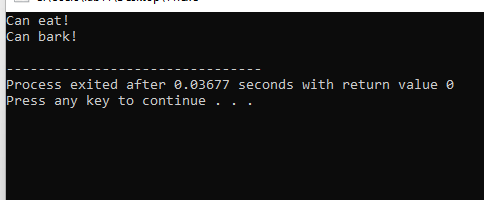 Can eat!
Can bark!
--------------------------------
Process exited after 0.03677 seconds with return value 0
Press any key to continue . . .